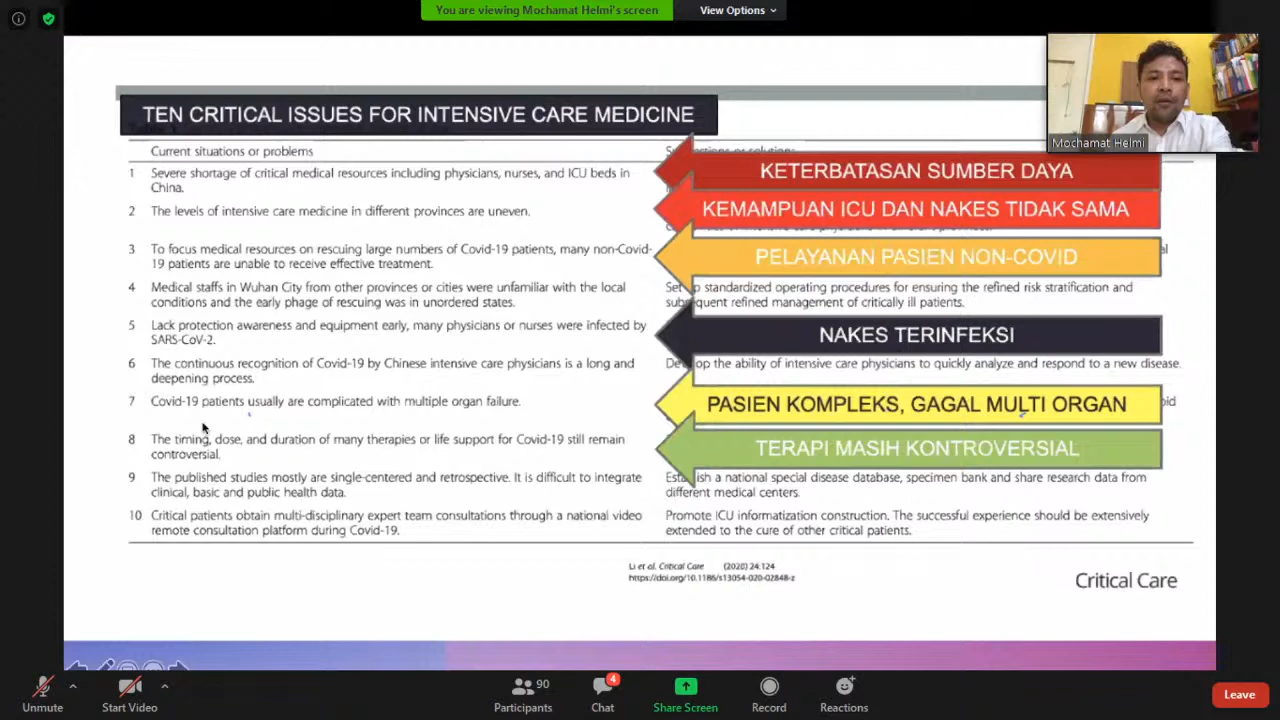 You are viewing Mochamat Helmi's screen
View Options
TEN CRITICAL ISSUES FOR INTENSIVE CARE MEDICINE
Mochamat Helmi
Current situations or problems
1 Severe shortage of critical medical resources including physicians, nurses, and ICU beds in
China.
KETERBATASAN SUMBER DAYA
2 The levels of intensive care medicine in different provinces are uneven.
KEMAMPUAN ICU DAN NAKES TIDAK SAMA
3 To focus medical resources on rescuing large numbers of Covid-19 patients, many non-Covid-
19 patients are unable to receive effective treatment.
PELAYANAN PASIEN NON-COVID
4 Medical staffs in Wuhan City from other provinces or cities were unfamiliar with the local
conditions and the early phage of rescuing was in unordered states.
standardized operating procedures for ensuring the refined risk stratification and
refined management of critically ill patients.
5 Lack protection awareness and equipment early, many physicians or nurses were infected by
SARS-CoV-2.
NAKES TERINFEKSI
6 The continuous recognition of Covid-19 by Chinese intensive care physicians is a long and
deepening process.
the ability of intensive care physicians to quickly analyze and respond to a new disease.
7 Covid-19 patients usually are complicated with multiple organ failure.
PASIEN KOMPLEKS, GAGAL MULTI ORGAN
8 The timing, dose, and duration of many therapies or life support for Covid-19 still remain
controversial.
TERAPI MASIH KONTROVERSIAL
9 The published studies mostly are single-centered and retrospective. It is difficult to integrate
clinical, basic and public health data.
Establish a national special disease database, specimen bank and share research data from
different medical centers.
10 Critical patients obtain multi-disciplinary expert team consultations through a national video
remote consultation platform during Covid-19.
Promote ICU informatization construction. The successful experience should be extensively
extended to the cure of other critical patients.
Li et al. Critical Care (2020) 24:124
https://doi.org/10.1186/s13054-020-02848-z
Critical Care
Unmute
Start Video
90
Participants
4
Chat
Share Screen
Record
Reactions
Leave